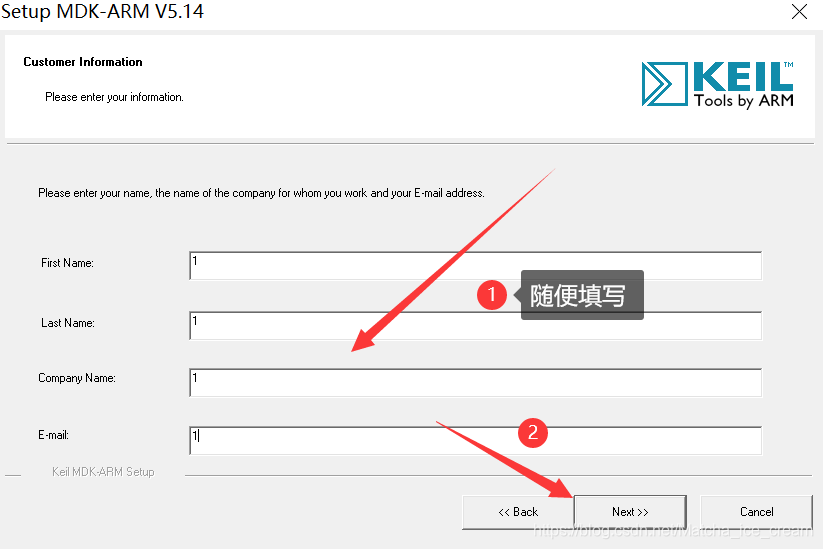 Setup MDK-ARM V5.14
Customer Information
Please enter your information.
KEIL™
Tools by ARM
Please enter your name, the name of the company for whom you work and your E-mail address.
First Name:
1
1
随便填写
Last Name:
1
Company Name:
1
E-mail:
1
2
Keil MDK-ARM Setup
<< Back
Next >>
Cancel
https://blog.csdn.net/Matcha_ice_cream